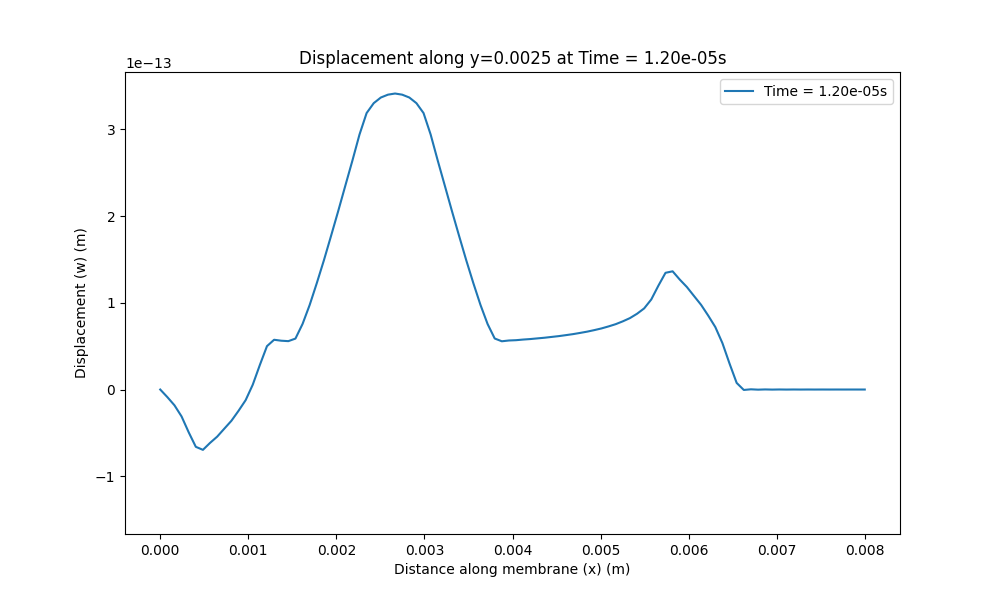 Displacement along y=0.0025 at Time = 1.20e-05s
1e−13
Time = 1.20e-05s
3
2
1
0
−1
Displacement (w) (m)
0.000 0.001 0.002 0.003 0.004 0.005 0.006 0.007 0.008
Distance along membrane (x) (m)